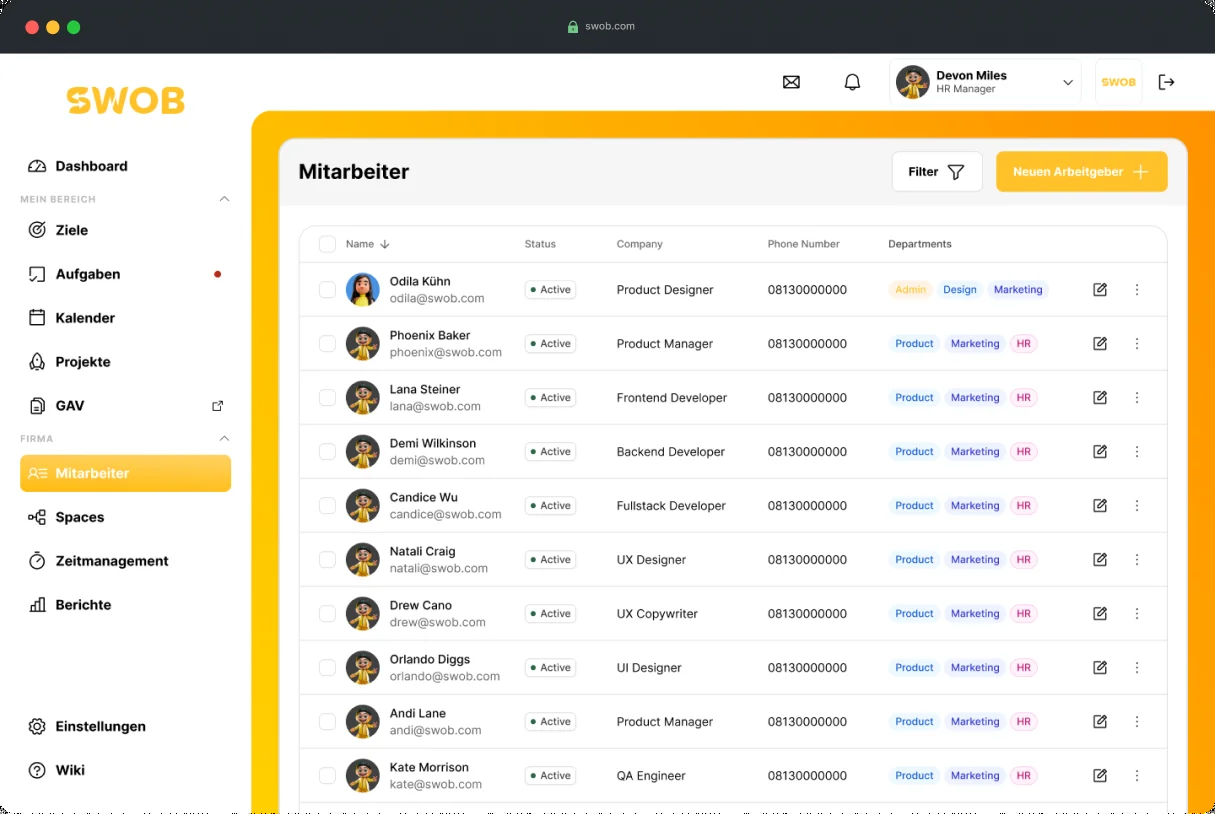 swob.com
Devon Miles
HR Manager
SWOB
SWOB
Dashboard
MEIN BEREICH
Ziele
Aufgaben
Kalender
Projekte
GAV
FIRMA
Mitarbeiter
Spaces
Zeitmanagement
Berichte
Einstellungen
Wiki
Mitarbeiter
Filter
Neuen Arbeitgeber
Name Status Company Phone Number Departments
Odila Kühn
odila@swob.com
Active Product Designer 08130000000 Admin Design Marketing
Phoenix Baker
phoenix@swob.com
Active Product Manager 08130000000 Product Marketing HR
Lana Steiner
lana@swob.com
Active Frontend Developer 08130000000 Product Marketing HR
Demi Wilkinson
demi@swob.com
Active Backend Developer 08130000000 Product Marketing HR
Candice Wu
candice@swob.com
Active Fullstack Developer 08130000000 Product Marketing HR
Natali Craig
natali@swob.com
Active UX Designer 08130000000 Product Marketing HR
Drew Cano
drew@swob.com
Active UX Copywriter 08130000000 Product Marketing HR
Orlando Diggs
orlando@swob.com
Active UI Designer 08130000000 Product Marketing HR
Andi Lane
andi@swob.com
Active Product Manager 08130000000 Product Marketing HR
Kate Morrison
kate@swob.com
Active QA Engineer 08130000000 Product Marketing HR